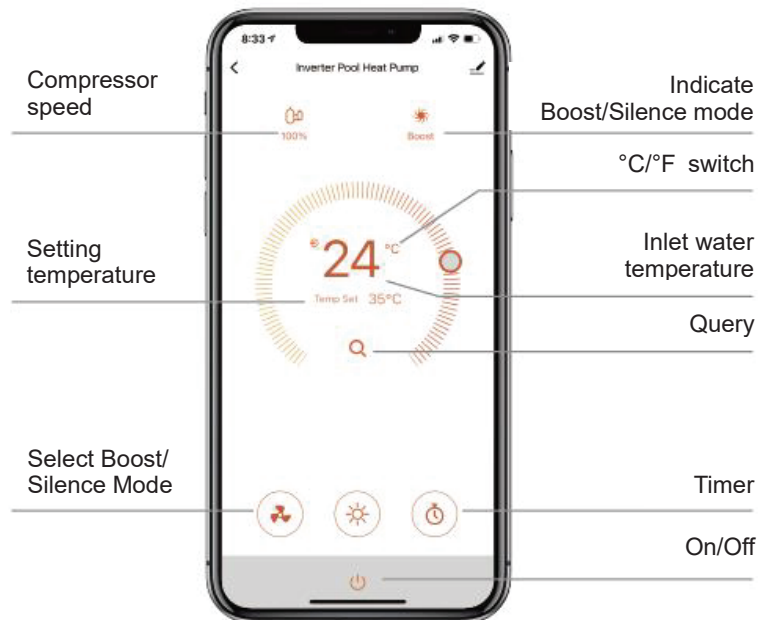 8:33
Inverter Pool Heat Pump
Compressor
speed
Indicate
Boost/Silence mode
100%
Boost
°C/°F switch
24 °C
Setting
temperature
Inlet water
temperature
Temp Set 35°C
Query
Select Boost/
Silence Mode
Timer
On/Off